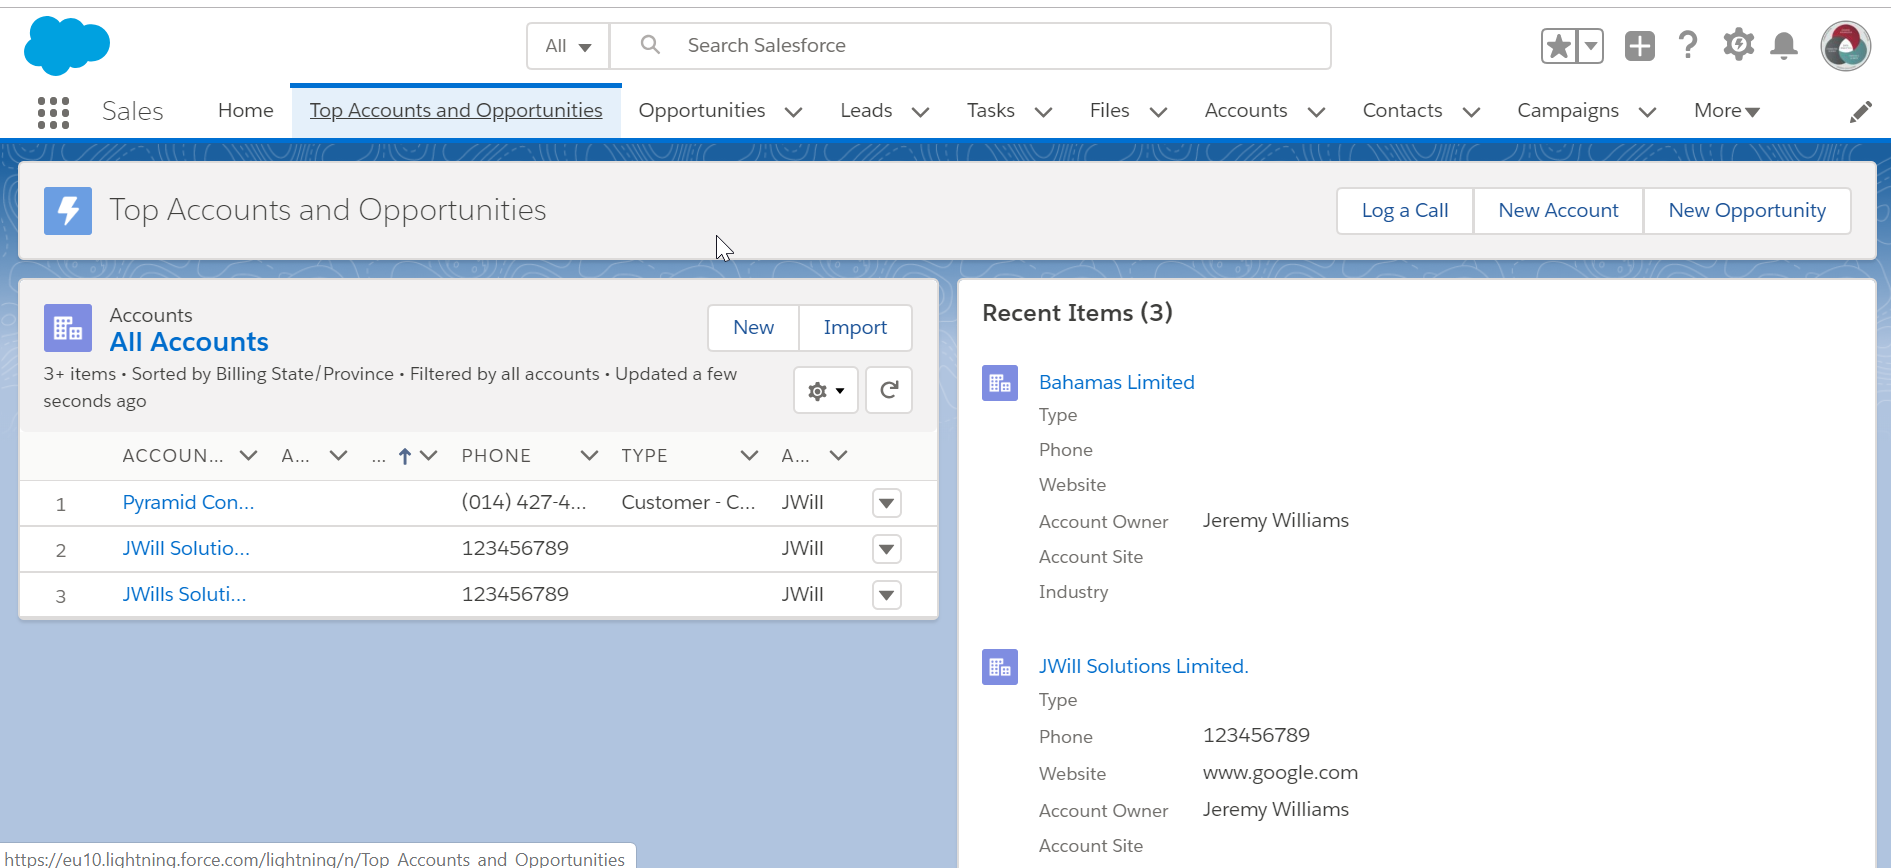 All
Search Salesforce
Sales Home Top Accounts and Opportunities Opportunities Leads Tasks Files Accounts Contacts Campaigns More
Top Accounts and Opportunities
Log a Call New Account New Opportunity
Accounts
All Accounts
New Import
3+ items • Sorted by Billing State/Province • Filtered by all accounts • Updated a few
seconds ago
ACCOUN... A... ... PHONE TYPE A...
1 Pyramid Con... (014) 427-4... Customer - C... JWill
2 JWill Solutio... 123456789 JWill
3 JWills Soluti... 123456789 JWill
Recent Items (3)
Bahamas Limited
Type
Phone
Website
Account Owner Jeremy Williams
Account Site
Industry
JWill Solutions Limited.
Type
Phone 123456789
Website www.google.com
Account Owner Jeremy Williams
Account Site
https://eu10.lightning.force.com/lightning/n/Top_Accounts_and_Opportunities